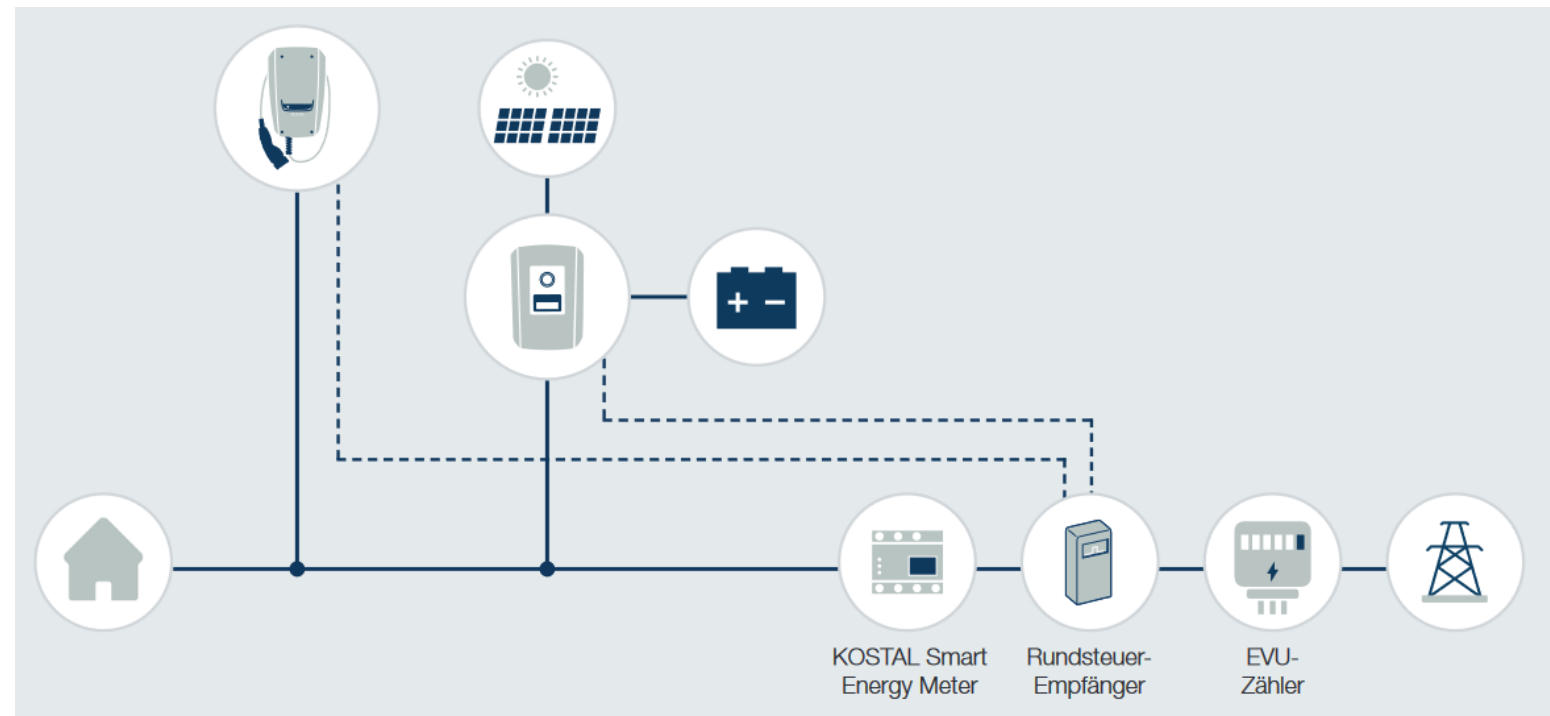 KOSTAL Smart
Energy Meter
Rundsteuer-
Empfänger
EVU-
Zähler